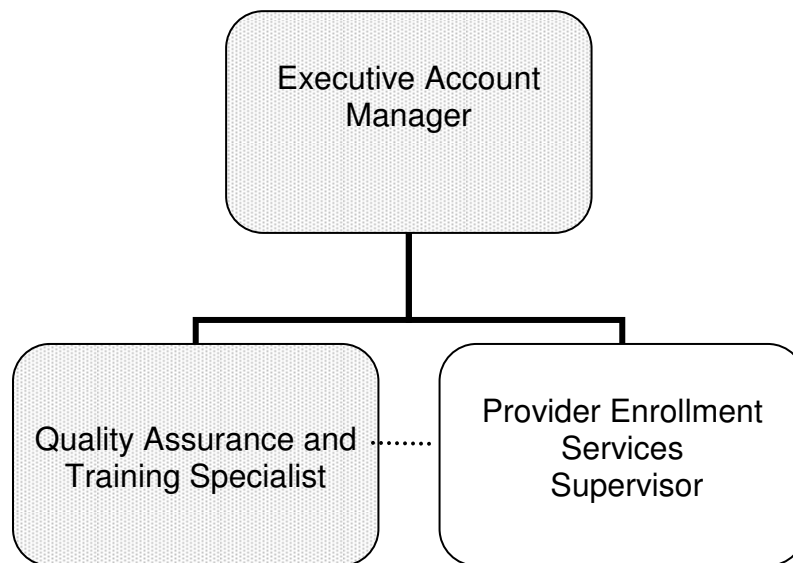 Executive Account
Manager
Quality Assurance and
Training Specialist
Provider Enrollment
Services
Supervisor